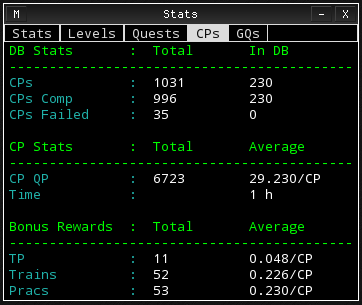 M Stats – X
Stats Levels Quests CPs GQs
DB Stats : Total In DB
CPs : 1031 230
CPs Comp : 996 230
CPs Failed : 35 0
CP Stats : Total Average
CP QP : 6723 29.230/CP
Time : 1 h
Bonus Rewards : Total Average
TP : 11 0.048/CP
Trains : 52 0.226/CP
Pracs : 53 0.230/CP